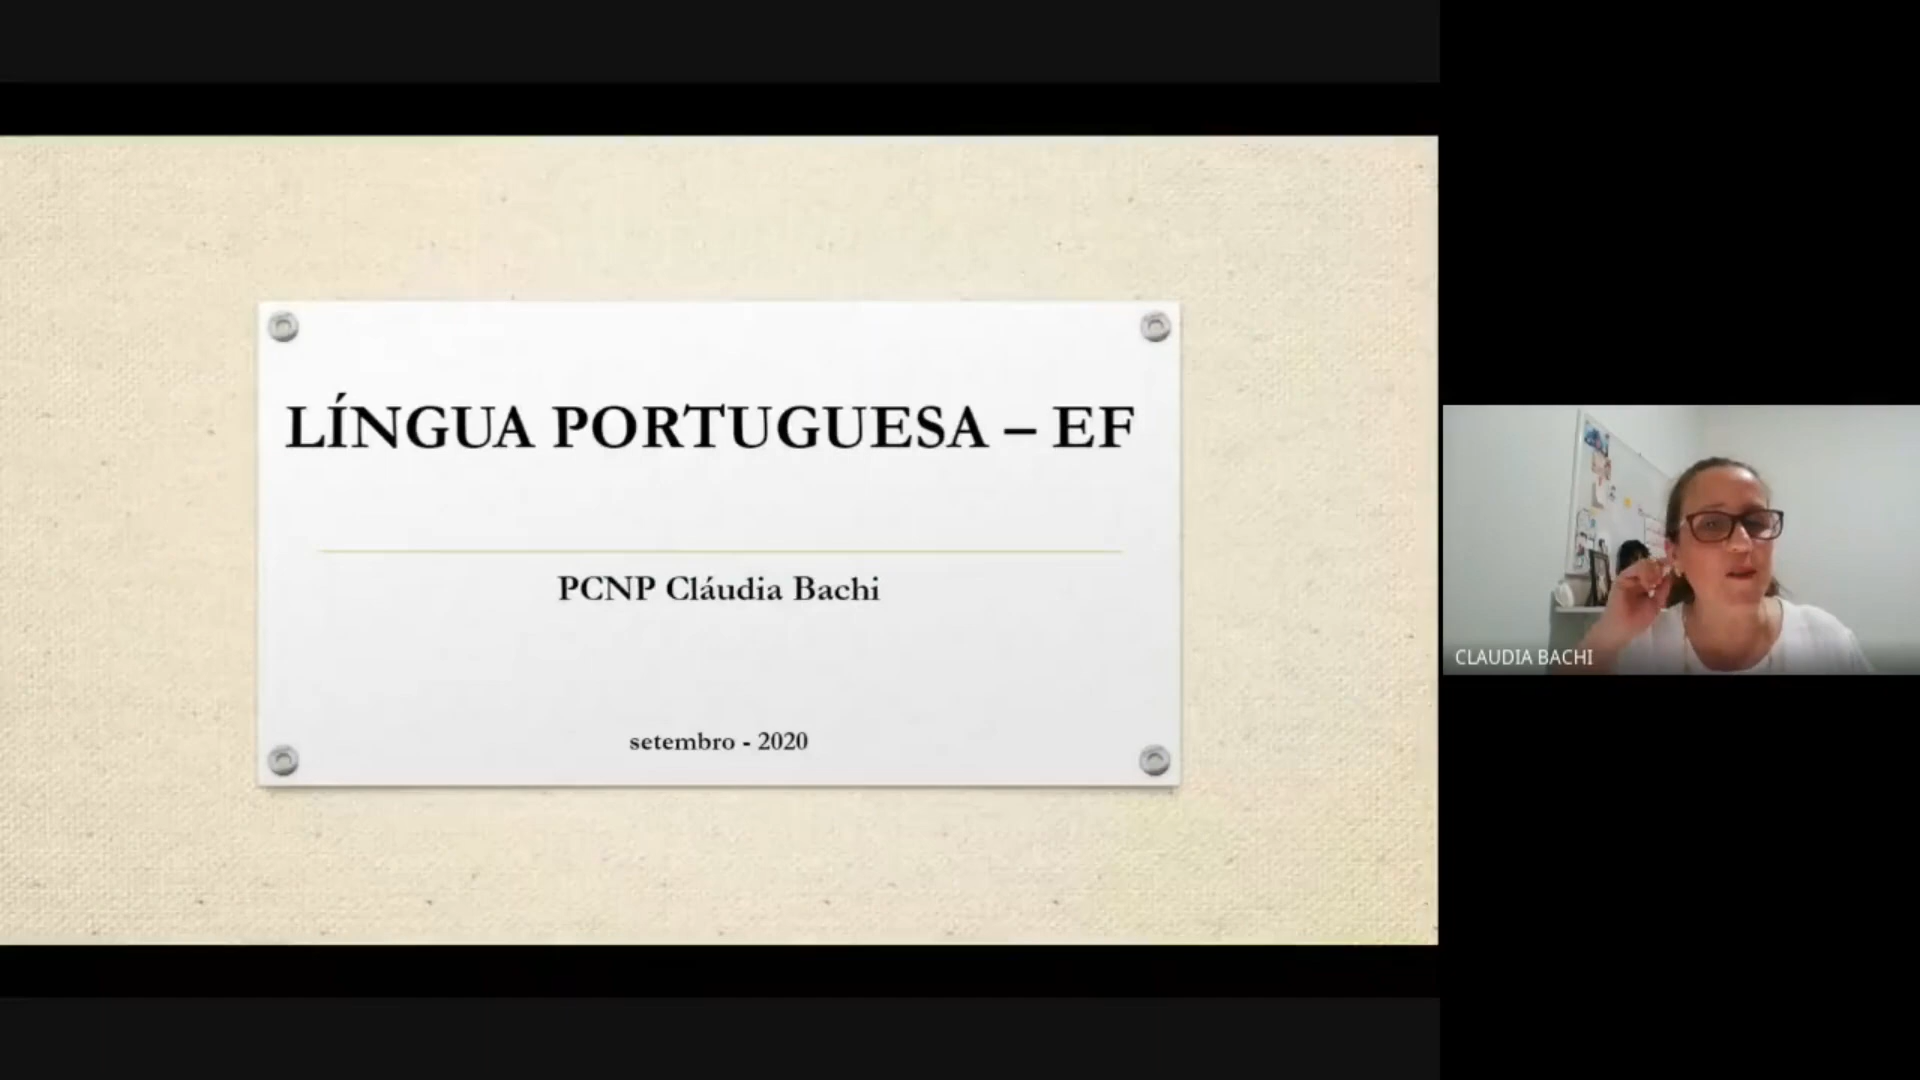 LÍNGUA PORTUGUESA – EF
PCNP Cláudia Bachi
setembro - 2020
CLAUDIA BACHI